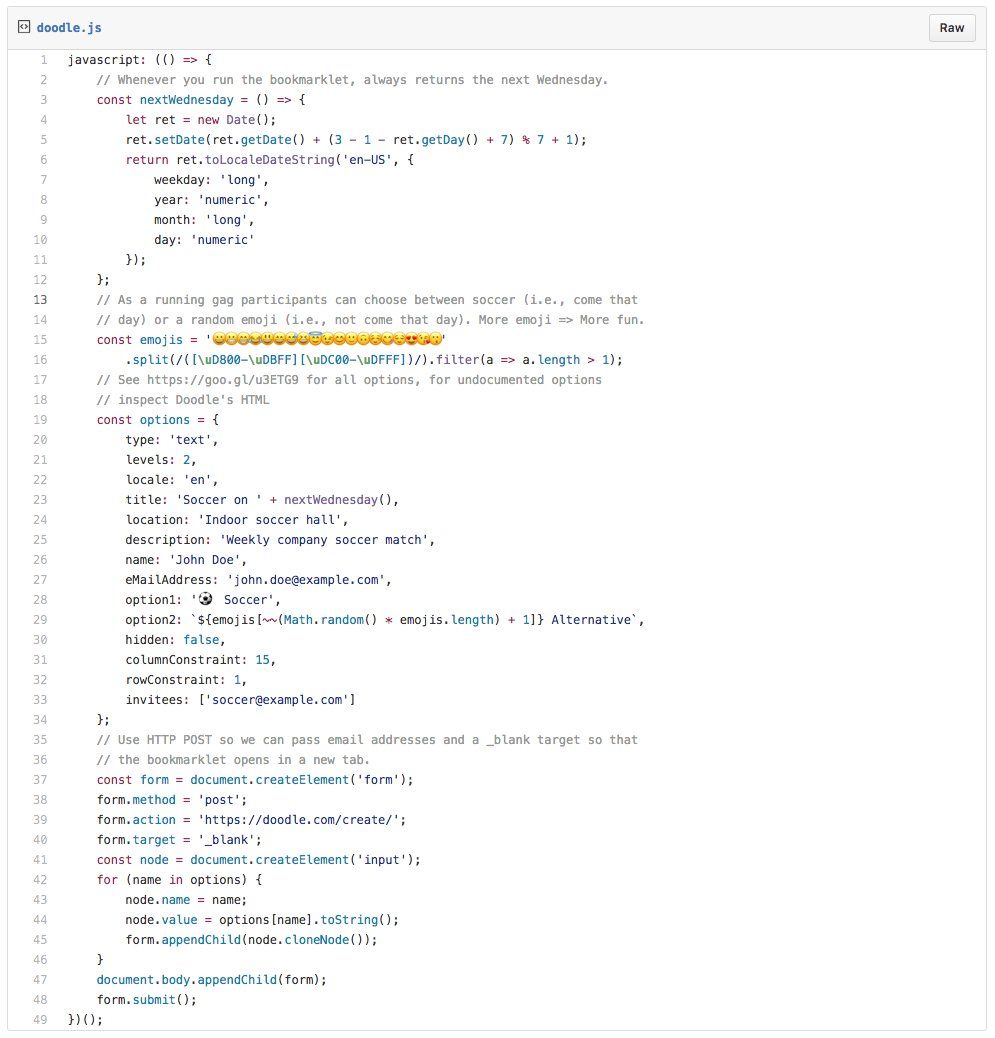 doodle.js
Raw
1 javascript: (() => {
2 // Whenever you run the bookmarklet, always returns the next Wednesday.
3 const nextWednesday = () => {
4 let ret = new Date();
5 ret.setDate(ret.getDate() + (3 - 1 - ret.getDay() + 7) % 7 + 1);
6 return ret.toLocaleDateString('en-US', {
7 weekday: 'long',
8 year: 'numeric',
9 month: 'long',
10 day: 'numeric'
11 });
12 };
13 // As a running gag participants can choose between soccer (i.e., come that
14 // day) or a random emoji (i.e., not come that day). More emoji => More fun.
15 const emojis = ''
16 .split(/([\uD800-\uDBFF][\uDC00-\uDFFF])/).filter(a => a.length > 1);
17 // See https://goo.gl/u3ETG9 for all options, for undocumented options
18 // inspect Doodle's HTML
19 const options = {
20 type: 'text',
21 levels: 2,
22 locale: 'en',
23 title: 'Soccer on ' + nextWednesday(),
24 location: 'Indoor soccer hall',
25 description: 'Weekly company soccer match',
26 name: 'John Doe',
27 eMailAddress: 'john.doe@example.com',
28 option1: '⚽ Soccer',
29 option2: `${emojis[~~(Math.random() * emojis.length) + 1]} Alternative`,
30 hidden: false,
31 columnConstraint: 15,
32 rowConstraint: 1,
33 invitees: ['soccer@example.com']
34 };
35 // Use HTTP POST so we can pass email addresses and a _blank target so that
36 // the bookmarklet opens in a new tab.
37 const form = document.createElement('form');
38 form.method = 'post';
39 form.action = 'https://doodle.com/create/';
40 form.target = '_blank';
41 const node = document.createElement('input');
42 for (name in options) {
43 node.name = name;
44 node.value = options[name].toString();
45 form.appendChild(node.cloneNode());
46 }
47 document.body.appendChild(form);
48 form.submit();
49 })();